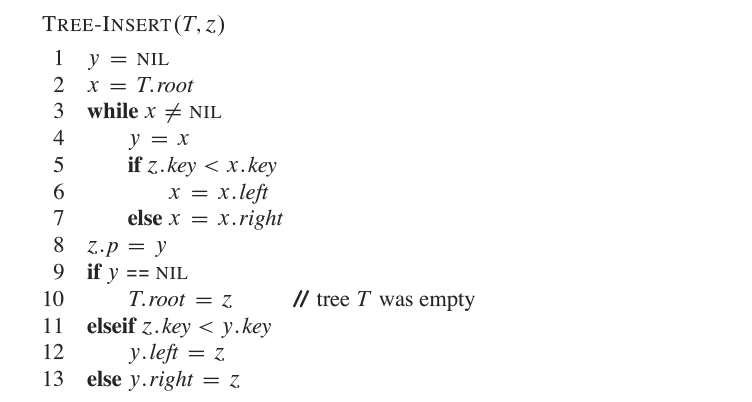 TREE-INSERT(T, z)
1 y = NIL
2 x = T.root
3 while x ≠ NIL
4 y = x
5 if z.key < x.key
6 x = x.left
7 else x = x.right
8 z.p = y
9 if y == NIL
10 T.root = z // tree T was empty
11 elseif z.key < y.key
12 y.left = z
13 else y.right = z